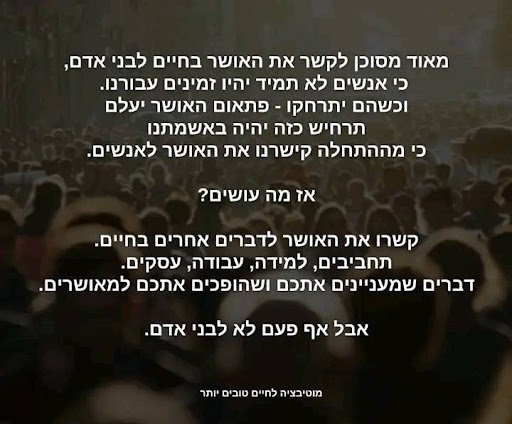 מאוד מסוכן לקשר את האושר בחיים לבני אדם,
כי אנשים לא תמיד יהיו זמינים עבורנו.
וכשהם יתרחקו - פתאום האושר יעלם
תרחיש כזה יהיה באשמתנו
כי מההתחלה קישרנו את האושר לאנשים.
אז מה עושים?
קשרו את האושר לדברים אחרים בחיים.
תחביבים, למידה, עבודה, עסקים.
דברים שמעניינים אתכם ושהופכים אתכם למאושרים.
אבל אף פעם לא לבני אדם.
מוטיבציה לחיים טובים יותר